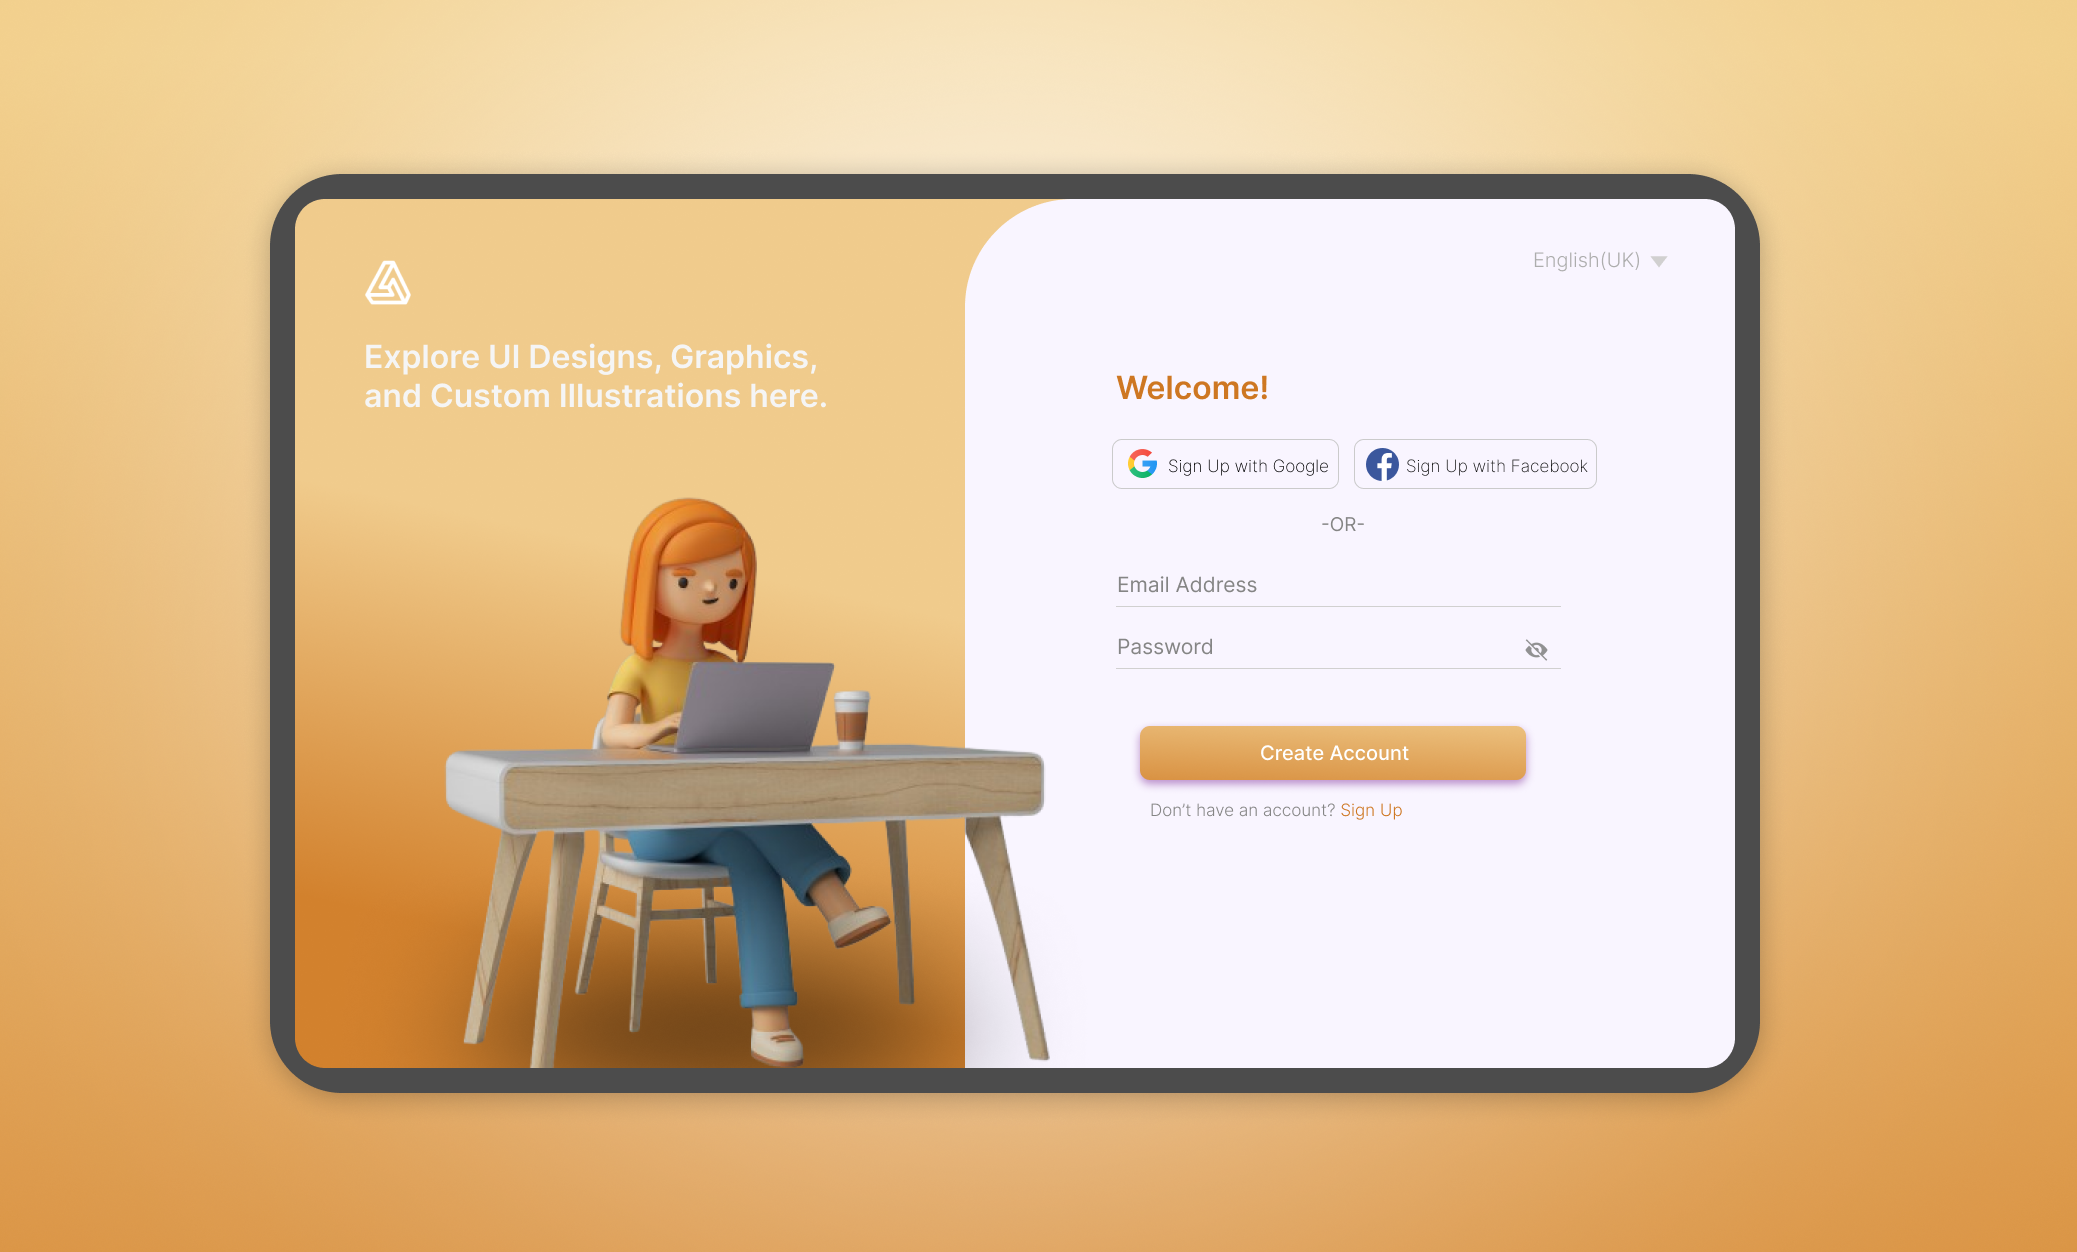 Explore UI Designs, Graphics,
and Custom Illustrations here.
English(UK)
Welcome!
Sign Up with Google
Sign Up with Facebook
-OR-
Email Address
Password
Create Account
Don’t have an account? Sign Up